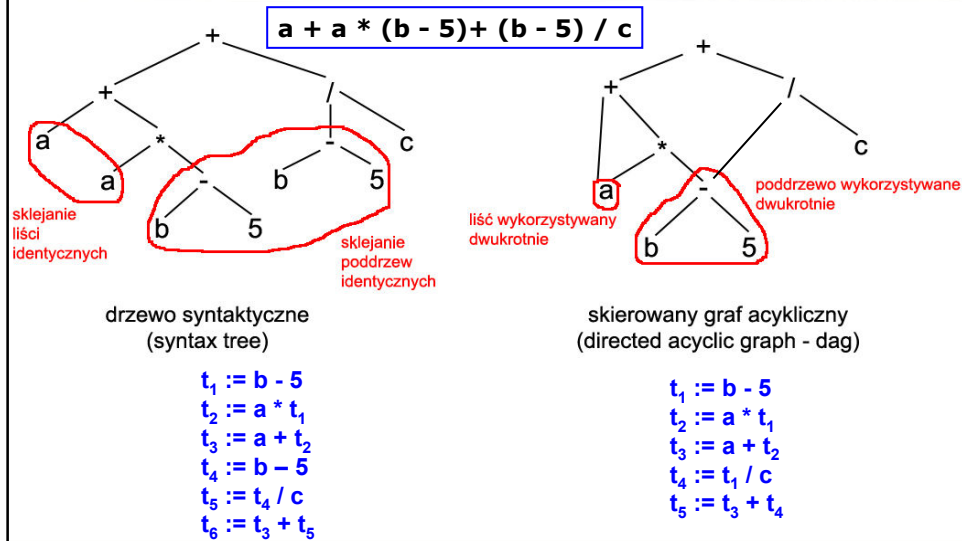 a + a * (b - 5)+ (b - 5) / c
+
+
/
a
*
-
c
a
-
b
5
b
5
sklejanie
liści
identycznych
sklejanie
poddrzew
identycznych
drzewo syntaktyczne
(syntax tree)
t₁ := b - 5
t₂ := a * t₁
t₃ := a + t₂
t₄ := b – 5
t₅ := t₄ / c
t₆ := t₃ + t₅
+
+
/
*
c
a
-
b
5
liść wykorzystywany
dwukrotnie
poddrzewo wykorzystywane
dwukrotnie
skierowany graf acykliczny
(directed acyclic graph - dag)
t₁ := b - 5
t₂ := a * t₁
t₃ := a + t₂
t₄ := t₁ / c
t₅ := t₃ + t₄